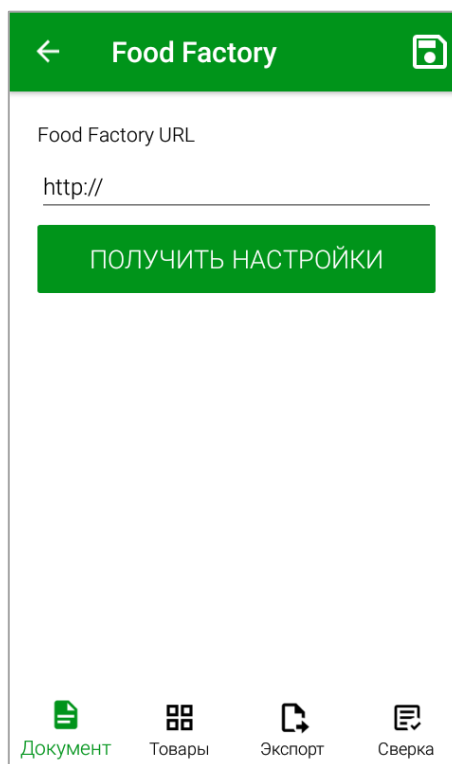 Food Factory
Food Factory URL
http://
ПОЛУЧИТЬ НАСТРОЙКИ
Документ Товары Экспорт Сверка